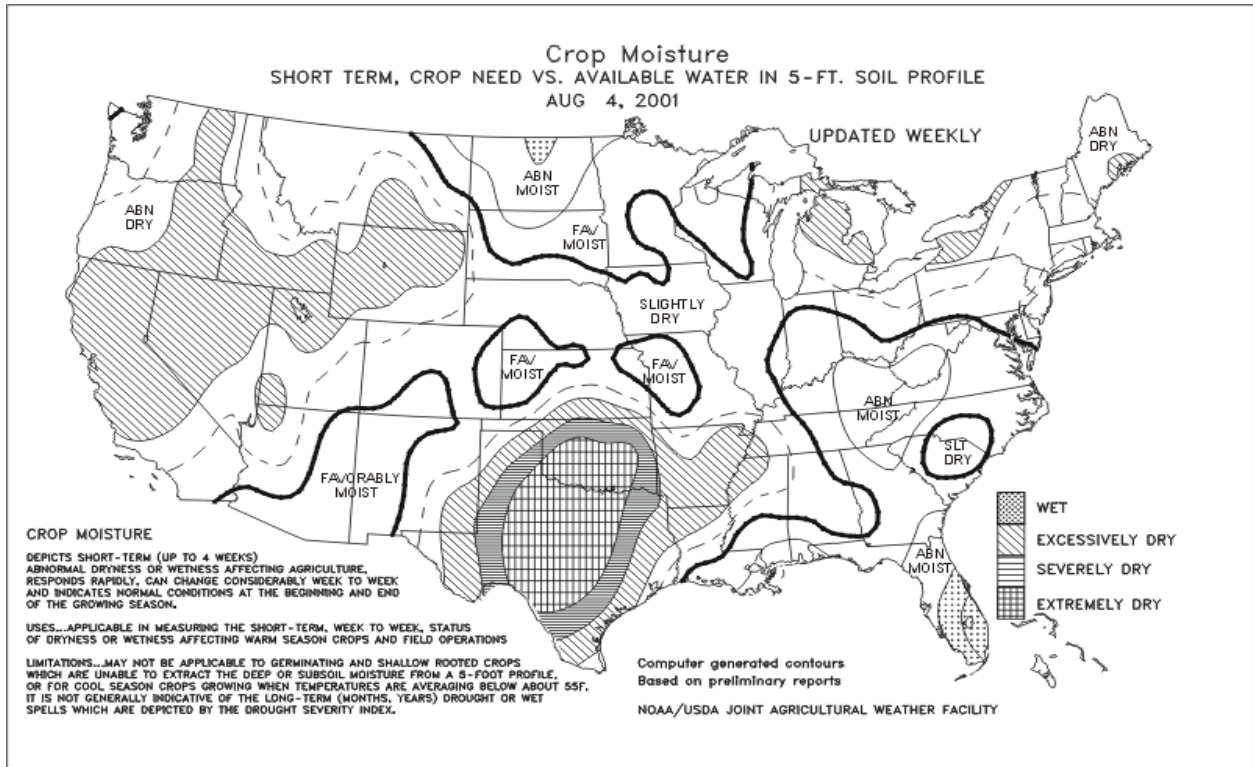 Crop Moisture
SHORT TERM, CROP NEED VS. AVAILABLE WATER IN 5-FT. SOIL PROFILE
AUG 4, 2001
UPDATED WEEKLY
ABN
DRY
ABN
MOIST
ABN
DRY
FAV
MOIST
SLIGHTLY
DRY
FAV
MOIST
FAV
MOIST
ABN
MOIST
SLT
DRY
FAVORABLY
MOIST
ABN
MOIST
WET
EXCESSIVELY DRY
SEVERELY DRY
EXTREMELY DRY
CROP MOISTURE
DEPICTS SHORT-TERM (UP TO 4 WEEKS)
ABNORMAL DRYNESS OR WETNESS AFFECTING AGRICULTURE,
RESPONDS RAPIDLY, CAN CHANGE CONSIDERABLY WEEK TO WEEK
AND INDICATES NORMAL CONDITIONS AT THE BEGINNING AND END
OF THE GROWING SEASON.
USES...APPLICABLE IN MEASURING THE SHORT-TERM, WEEK TO WEEK, STATUS
OF DRYNESS OR WETNESS AFFECTING WARM SEASON CROPS AND FIELD OPERATIONS
LIMITATIONS...MAY NOT BE APPLICABLE TO GERMINATING AND SHALLOW ROOTED CROPS
WHICH ARE UNABLE TO EXTRACT THE DEEP OR SUBSOIL MOISTURE FROM A 5-FOOT PROFILE,
OR FOR COOL SEASON CROPS GROWING WHEN TEMPERATURES ARE AVERAGING BELOW ABOUT 55F.
IT IS NOT GENERALLY INDICATIVE OF THE LONG-TERM (MONTHS, YEARS) DROUGHT OR WET
SPELLS WHICH ARE DEPICTED BY THE DROUGHT SEVERITY INDEX.
Computer generated contours
Based on preliminary reports
NOAA/USDA JOINT AGRICULTURAL WEATHER FACILITY